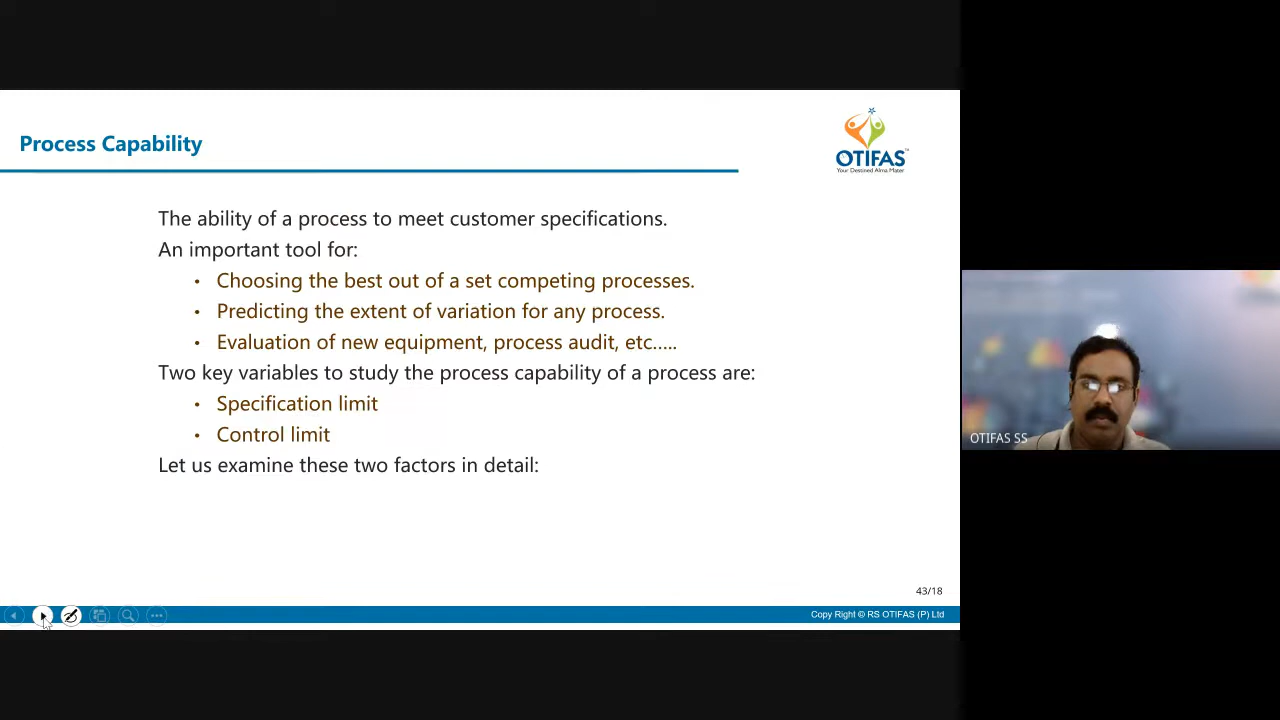 Process Capability
OTIFAS
Your Destined Alma Mater
The ability of a process to meet customer specifications.
An important tool for:
• Choosing the best out of a set competing processes.
• Predicting the extent of variation for any process.
• Evaluation of new equipment, process audit, etc…..
Two key variables to study the process capability of a process are:
• Specification limit
• Control limit
Let us examine these two factors in detail:
43/18
Copy Right © RS OTIFAS (P) Ltd
OTIFAS SS